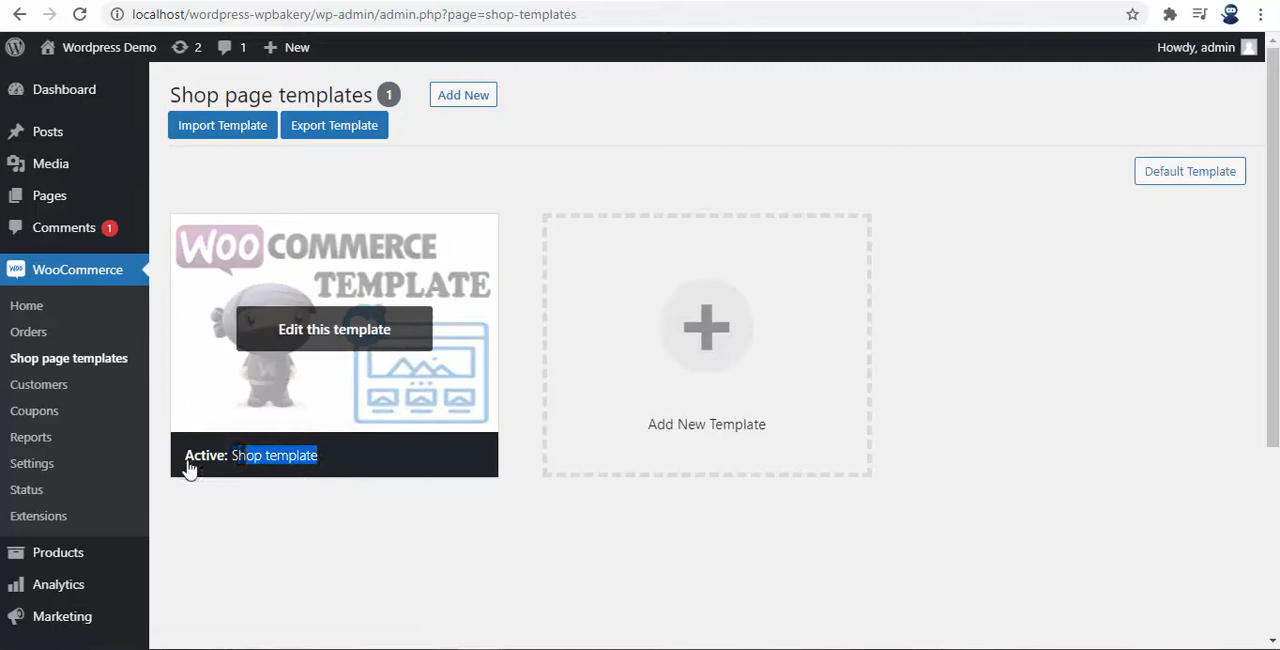 localhost/wordpress-wpbakery/wp-admin/admin.php?page=shop-templates
Wordpress Demo 2 1 New Howdy, admin
Dashboard
Posts
Media
Pages
Comments 1
WooCommerce
Home
Orders
Shop page templates
Customers
Coupons
Reports
Settings
Status
Extensions
Products
Analytics
Marketing
Shop page templates 1 Add New
Import Template Export Template
Default Template
WOO COMMERCE
TEMPLATE
Edit this template
Active: Shop template
Add New Template